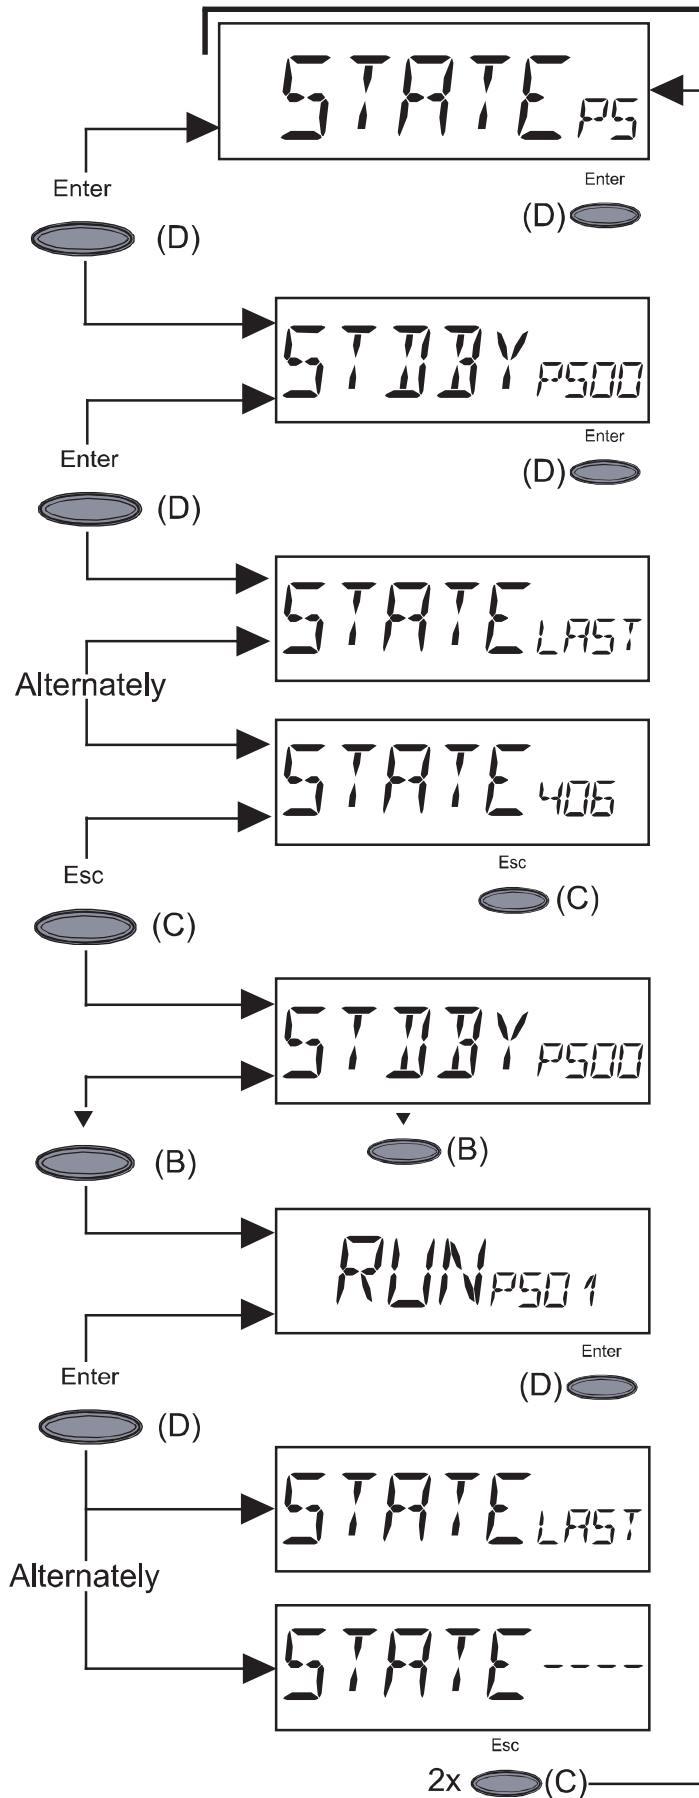 STATE PS
Enter
Enter
(D)
(D)
STDBY PS00
Enter
Enter
(D)
(D)
STATE LAST
Alternately
STATE 406
Esc
Esc
(C)
(C)
STDBY PS00
(B)
(B)
RUN PS01
Enter
Enter
(D)
(D)
STATE LAST
Alternately
STATE ----
Esc
2x (C)